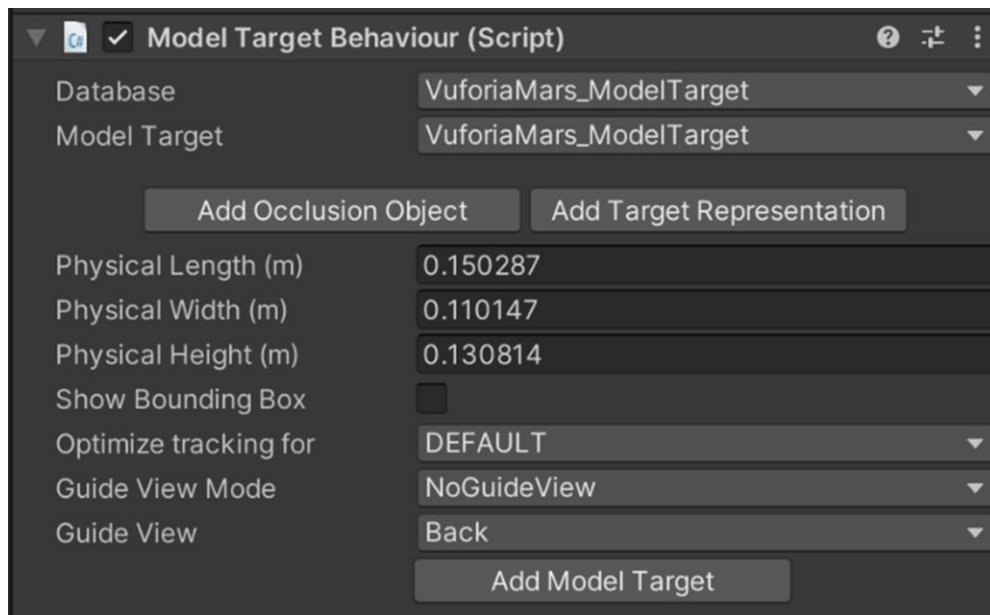 Model Target Behaviour (Script)
Database VuforiaMars_ModelTarget
Model Target VuforiaMars_ModelTarget
Add Occlusion Object Add Target Representation
Physical Length (m) 0.150287
Physical Width (m) 0.110147
Physical Height (m) 0.130814
Show Bounding Box
Optimize tracking for DEFAULT
Guide View Mode NoGuideView
Guide View Back
Add Model Target